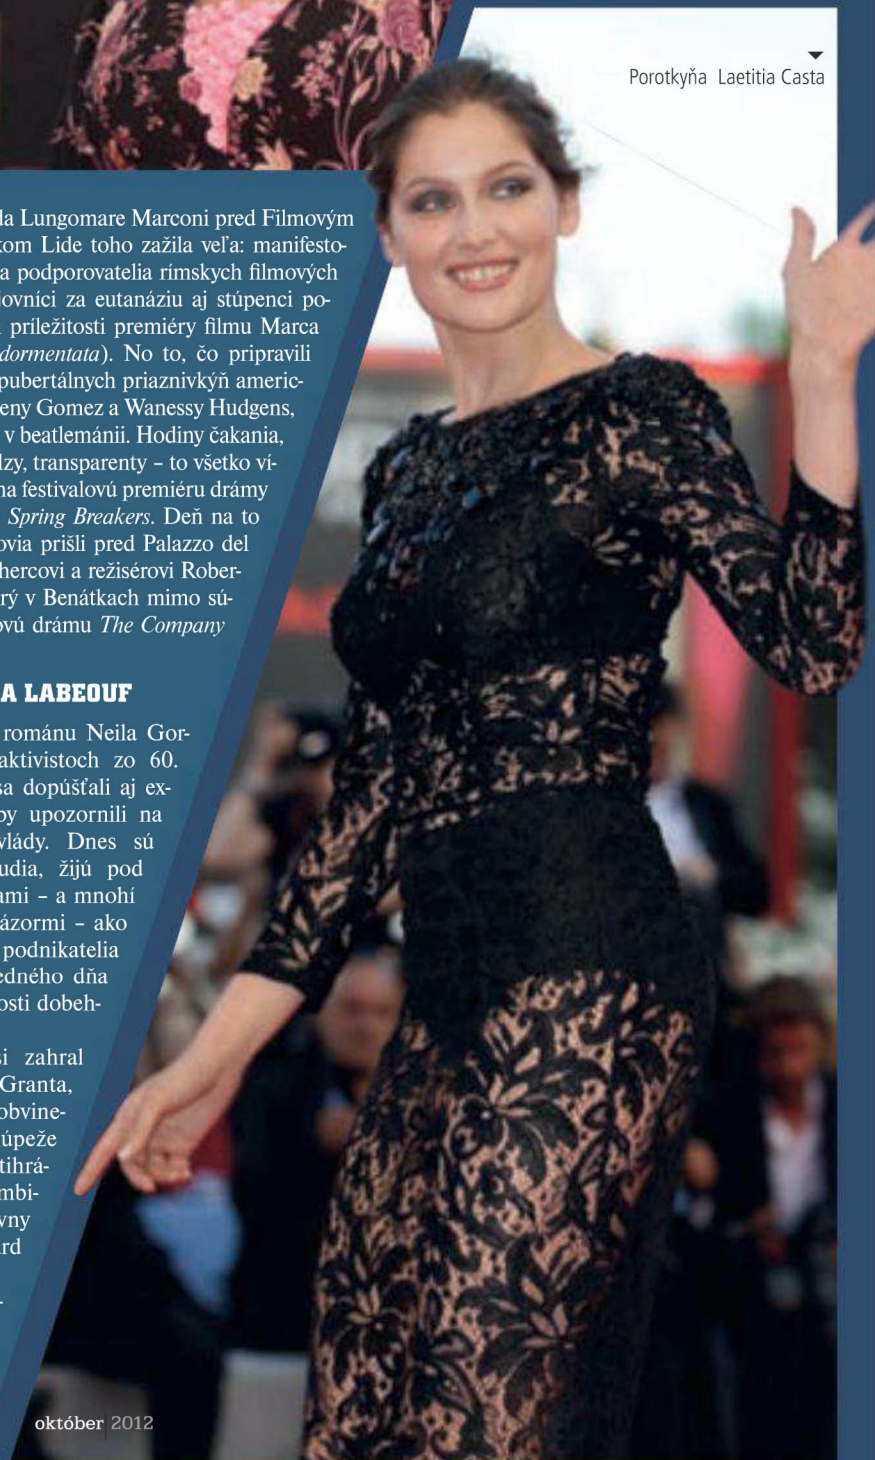 Porotkyňa Laetitia Casta
da Lungomare Marconi pred Filmovým
kom Lide toho zažila veľa: manifesto-
a podporovatelia rímskych filmových
jovníci za eutanáziu aj stúpenci po-
príležitosti premiéry filmu Marca
dormentata). No to, čo pripravili
pubertálnych priaznivkýň americ-
eny Gomez a Wanessy Hudgens,
v beatlemánii. Hodiny čakania,
lzy, transparenty – to všetko ví-
na festivalovú premiéru drámy
Spring Breakers. Deň na to
ovia prišli pred Palazzo del
hercovi a režisérovi Rober-
rý v Benátkach mimo sú-
ovú drámu The Company
A LABEOUF
románu Neila Gor-
aktivistoch zo 60.
sa dopúšťali aj ex-
by upozornili na
vlády. Dnes sú
udia, žijú pod
ami – a mnohí
ázormi – ako
podnikatelia
edného dňa
osti dobeh-
si zahral
Granta,
obvine-
úpeže
tihrá-
mbi-
vny
rd
október 2012